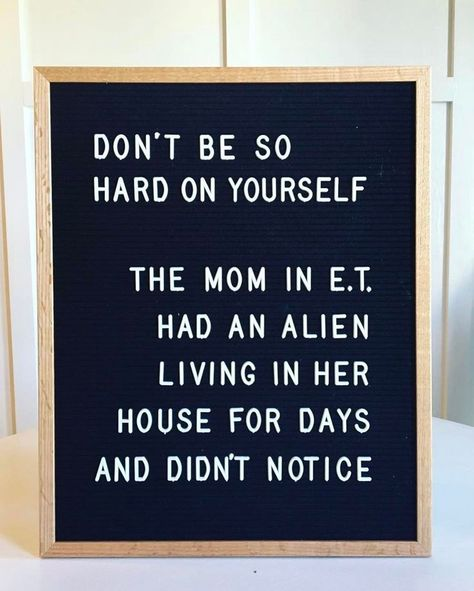 DON'T BE SO
HARD ON YOURSELF
THE MOM IN E.T.
HAD AN ALIEN
LIVING IN HER
HOUSE FOR DAYS
AND DIDN'T NOTICE